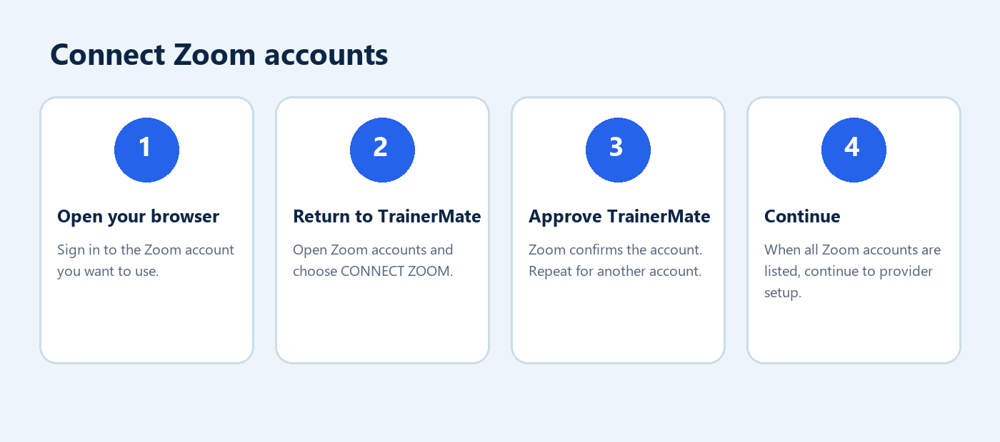 Connect Zoom accounts
1
Open your browser
Sign in to the Zoom account
you want to use.
2
Return to TrainerMate
Open Zoom accounts and
choose CONNECT ZOOM.
3
Approve TrainerMate
Zoom confirms the account.
Repeat for another account.
4
Continue
When all Zoom accounts are
listed, continue to provider
setup.